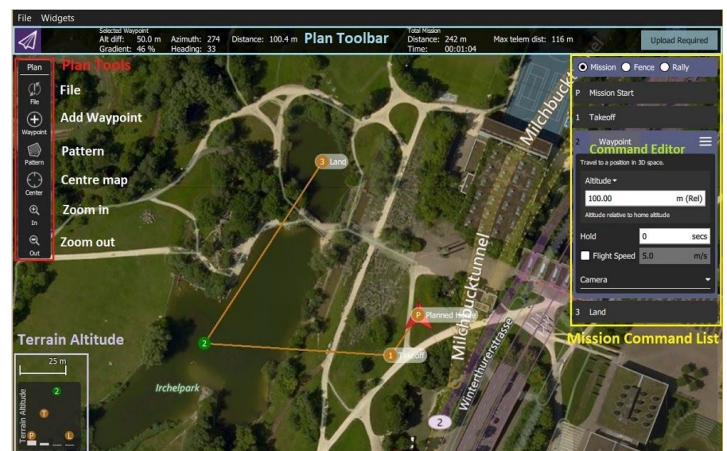 File Widgets
Selected Waypoint
Alt diff: 50.0 m Azimuth: 274 Distance: 100.4 m
Gradient: 46 % Heading: 33
Plan Toolbar
Total Mission
Distance: 242 m Max telem dist: 116 m
Time: 00:01:04
Upload Required
Plan
Plan Tools
File
File
Waypoint
Add Waypoint
Pattern
Pattern
Center
Centre map
In
Zoom in
Out
Zoom out
Mission Fence Rally
P Mission Start
1 Takeoff
2 Waypoint
Command Editor
Travel to a position in 3D space.
Altitude
100.00 m (Rel)
Altitude relative to home altitude
Hold 0 secs
Flight Speed 5.0 m/s
Camera
3 Land
Mission Command List
Milchbucktunnel
3 Land
P Planned Home
2
1 Takeoff
Milchbucktunnel
Winterthurerstrasse
Irchelpark
2
Terrain Altitude
25 m
Terrain Altitude
2
T
P
L